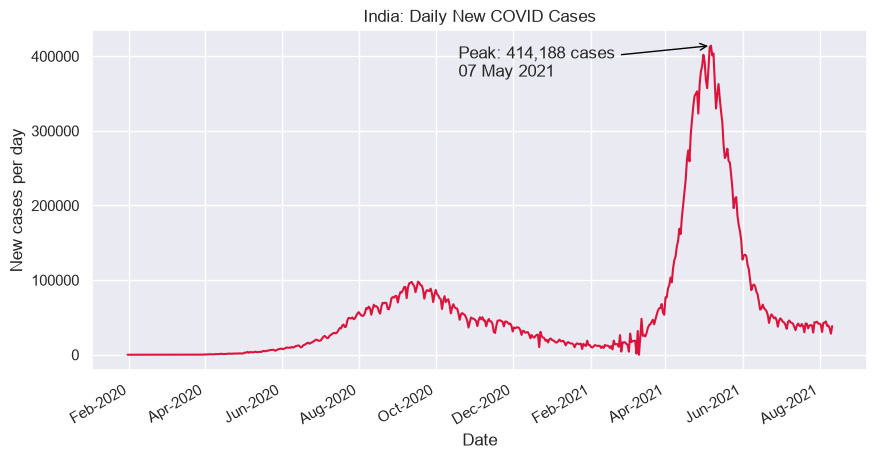 India: Daily New COVID Cases
Peak: 414,188 cases
07 May 2021
New cases per day
400000
300000
200000
100000
0
Feb-2020
Apr-2020
Jun-2020
Aug-2020
Oct-2020
Dec-2020
Feb-2021
Apr-2021
Jun-2021
Aug-2021
Date